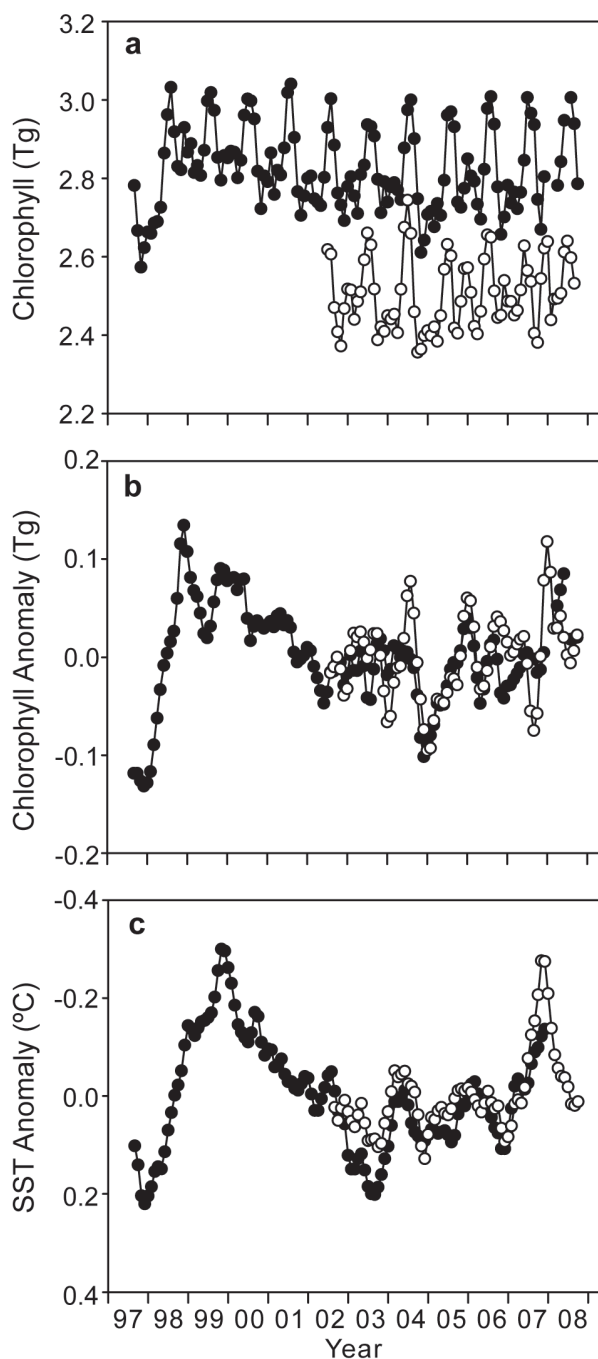 a
3.2
3.0
2.8
2.6
2.4
2.2
Chlorophyll (Tg)
b
0.2
0.1
0.0
-0.1
-0.2
Chlorophyll Anomaly (Tg)
c
-0.4
-0.2
0.0
0.2
0.4
SST Anomaly (ºC)
97 98 99 00 01 02 03 04 05 06 07 08
Year